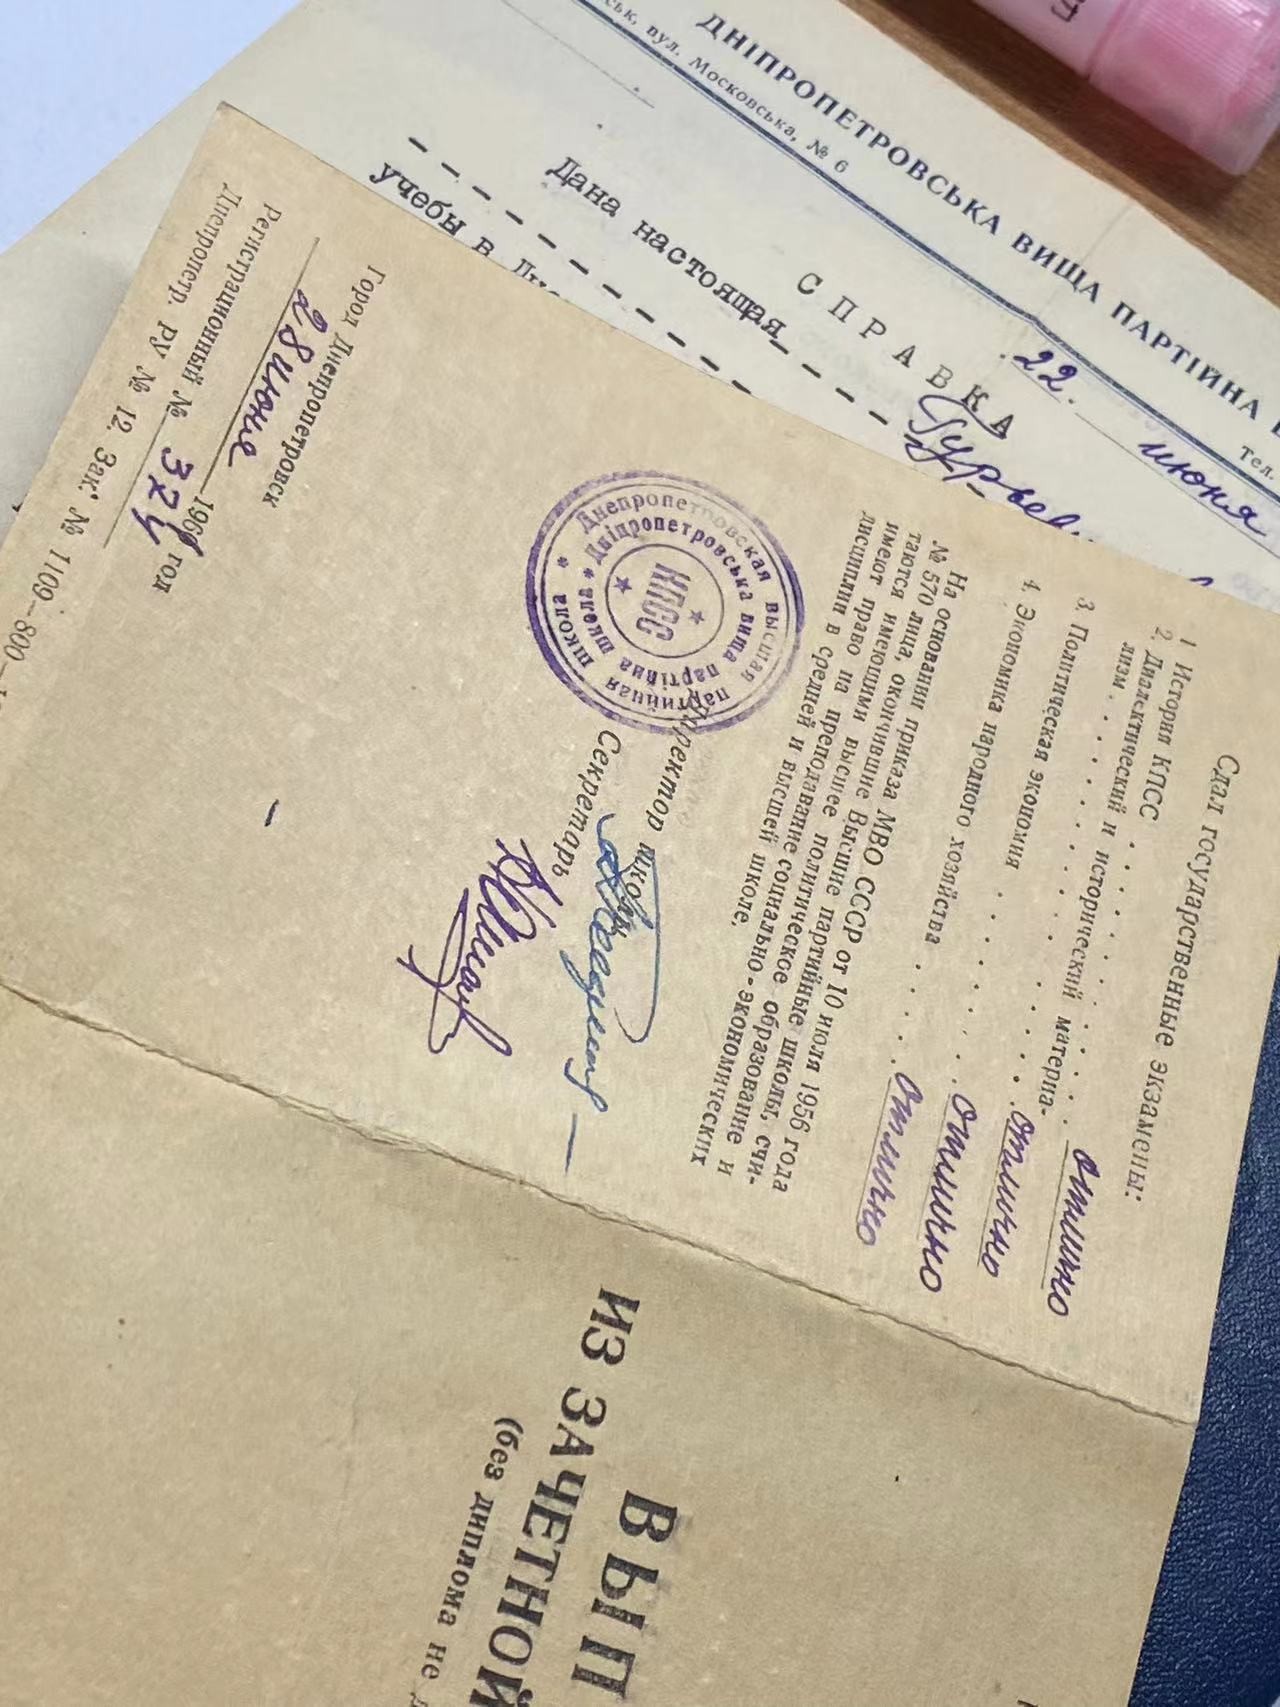 ДНІПРОПЕТРОВСЬКА ВИЩА ПАРТІЙНА
вул. Московська, № 6
Тел.
22. июня
СПРАВКА
Дана настоящая
учебы в
Сдал государственные экзамены:
1 История КПСС . . . . . . . . отлично
2. Диалектический и исторический материа-
лизм . . . . . . . . отлично
3. Политическая экономия . . . . . . отлично
4. Экономика народного хозяйства . . . . отлично
На основании приказа МВО СССР от 10 июля 1956 года
№ 570 лица, окончившие Высшие партийные школы, счи-
таются имеющими высшее политическое образование и
имеют право на преподавание социально-экономических
дисциплин в средней и высшей школе.
Директор школы
Секретарь
Днепропетровская высшая партийная школа
Дніпропетровська вища партійна школа
КПСС
Город Днепропетровск
28 июне 196 год
Регистрационный № 324
Днепропетр. РУ № 12. Зак. № 1109—800—
ВЫП
ИЗ ЗАЧЕТНОЙ
(без диплома не